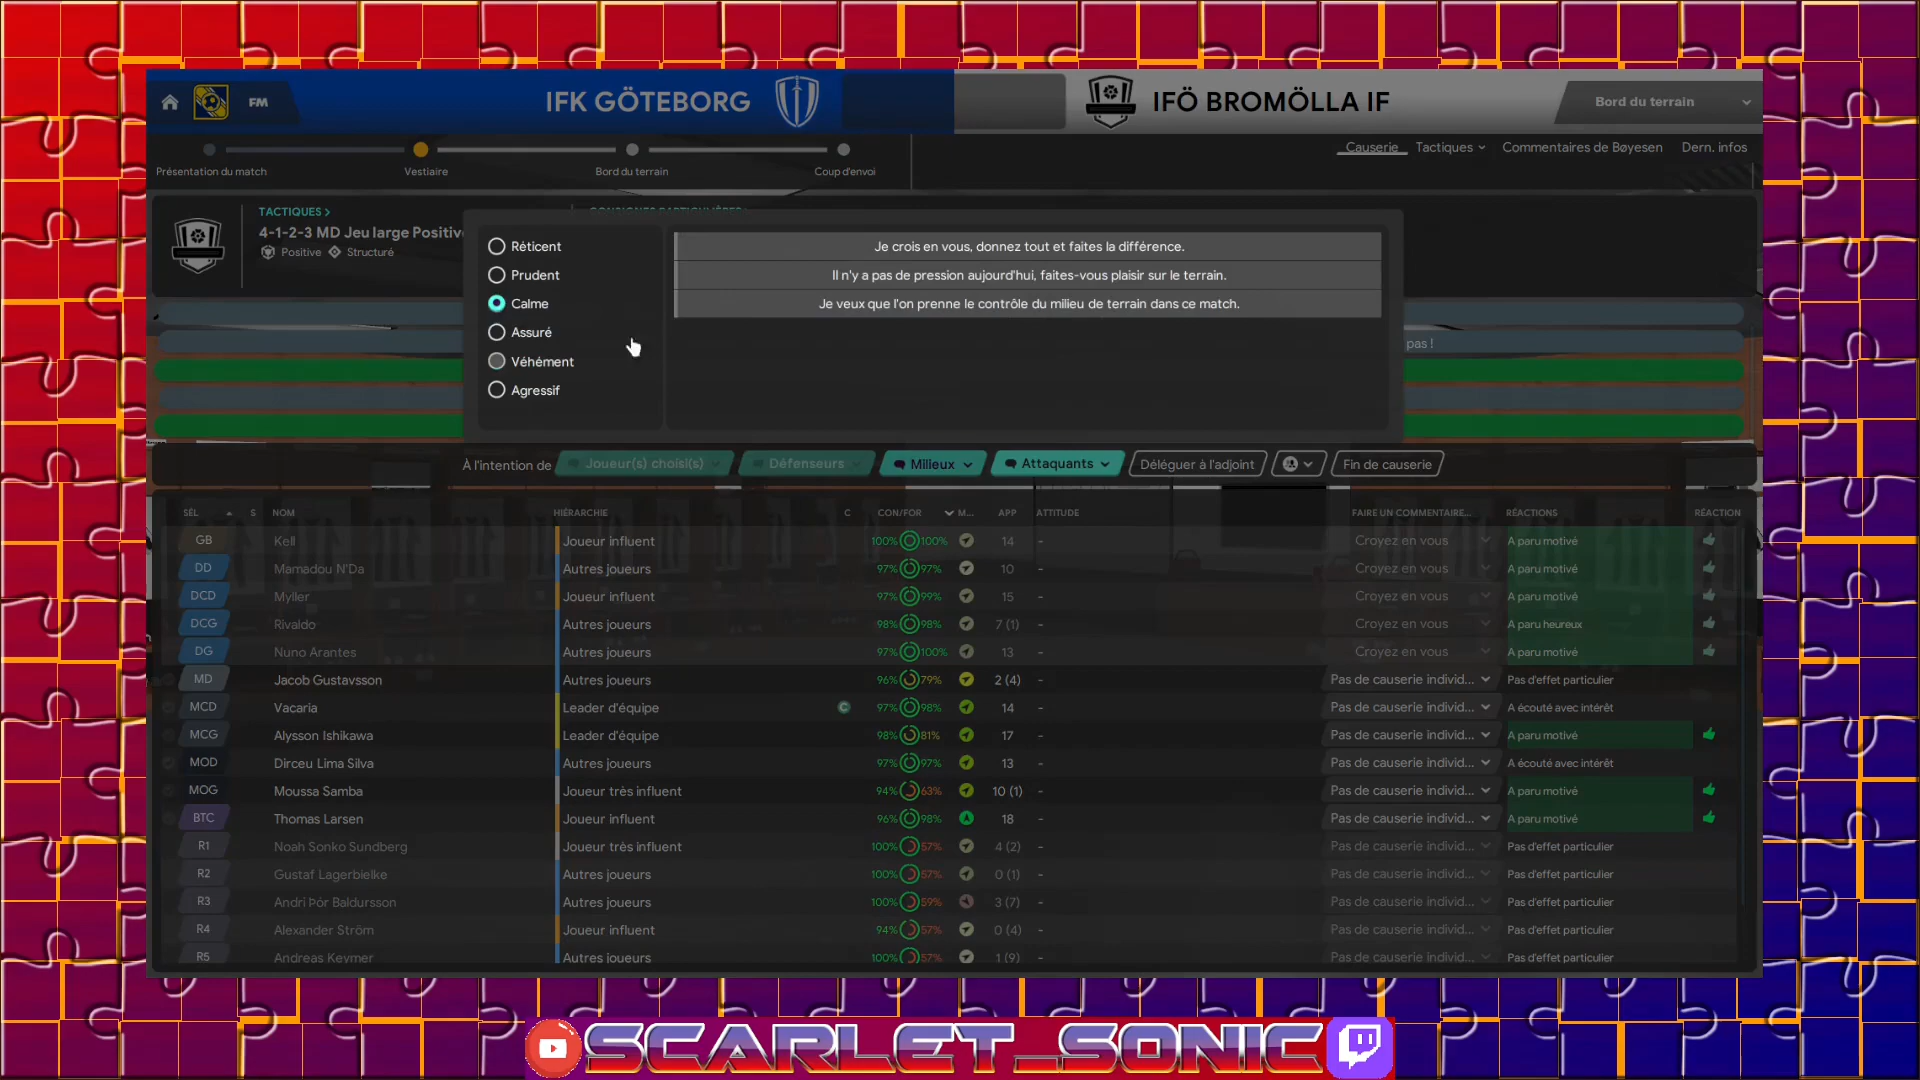 FM
IFK GÖTEBORG
IFÖ BROMÖLLA IF
Bord du terrain
Présentation du match
Vestiaire
Bord du terrain
Coup d'envoi
Causerie
Tactiques
Commentaires de Bøyesen
Dern. infos
TACTIQUES >
4-1-2-3 MD Jeu large Positive
Positive
Structuré
Réticent
Prudent
Calme
Assuré
Véhément
Agressif
Je crois en vous, donnez tout et faites la différence.
Il n'y a pas de pression aujourd'hui, faites-vous plaisir sur le terrain.
Je veux que l'on prenne le contrôle du milieu de terrain dans ce match.
pas !
À l'intention de Joueur(s) choisi(s) Défenseurs Milieux Attaquants Déléguer à l'adjoint Fin de causerie
SÉL S NOM HIÉRARCHIE C CON/FOR M... APP ATTITUDE FAIRE UN COMMENTAIRE... RÉACTIONS RÉACTION
GB Kell Joueur influent 100% 100% 14 - Croyez en vous A paru motivé
DD Mamadou N'Da Autres joueurs 97% 97% 10 - Croyez en vous A paru motivé
DCD Myller Joueur influent 97% 99% 15 - Croyez en vous A paru motivé
DCG Rivaldo Autres joueurs 98% 98% 7 (1) - Croyez en vous A paru heureux
DG Nuno Arantes Autres joueurs 97% 100% 13 - Croyez en vous A paru motivé
MD Jacob Gustavsson Autres joueurs 96% 79% 2 (4) - Pas de causerie individ... Pas d'effet particulier
MCD Vacaria Leader d'équipe C 97% 98% 14 - Pas de causerie individ... A écouté avec intérêt
MCG Alysson Ishikawa Leader d'équipe 98% 81% 17 - Pas de causerie individ... A paru motivé
MOD Dirceu Lima Silva Autres joueurs 97% 97% 13 - Pas de causerie individ... A écouté avec intérêt
MOG Moussa Samba Joueur très influent 94% 63% 10 (1) - Pas de causerie individ... A paru motivé
BTC Thomas Larsen Joueur influent 96% 98% 18 - Pas de causerie individ... A paru motivé
R1 Noah Sonko Sundberg Joueur très influent 100% 57% 4 (2) - Pas de causerie individ... Pas d'effet particulier
R2 Gustaf Lagerbielke Autres joueurs 100% 57% 0 (1) - Pas de causerie individ... Pas d'effet particulier
R3 Andri Þór Baldursson Autres joueurs 100% 59% 3 (7) - Pas de causerie individ... Pas d'effet particulier
R4 Alexander Ström Joueur influent 94% 57% 0 (4) - Pas de causerie individ... Pas d'effet particulier
R5 Andreas Keymer Autres joueurs 100% 57% 1 (9) - Pas de causerie individ... Pas d'effet particulier
SCARLET_SONIC